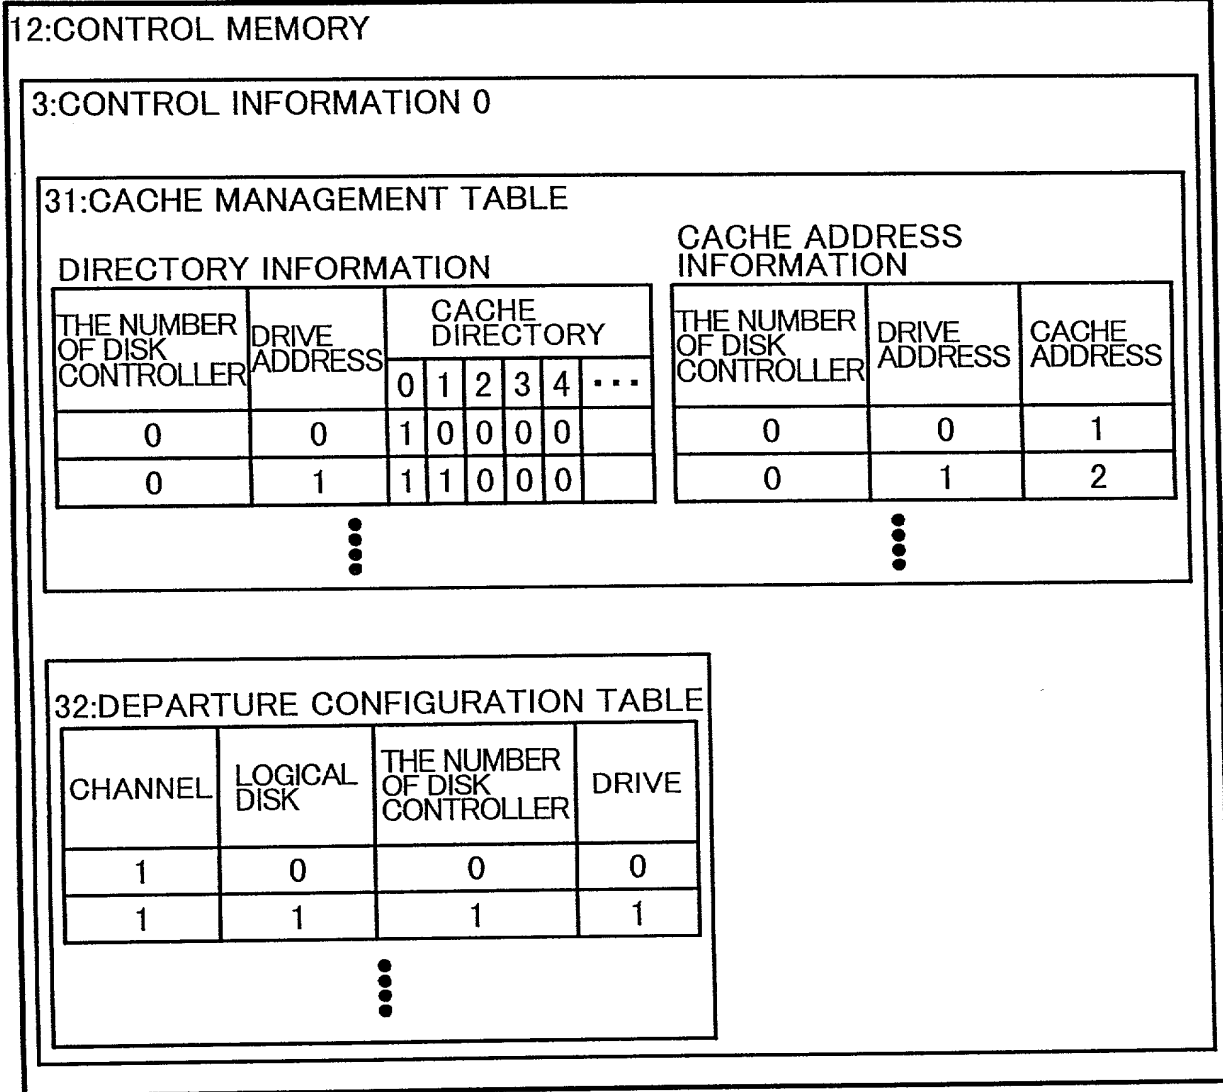 12:CONTROL MEMORY
3:CONTROL INFORMATION 0
31:CACHE MANAGEMENT TABLE
DIRECTORY INFORMATION
THE NUMBER
OF DISK
CONTROLLER
DRIVE
ADDRESS
CACHE
DIRECTORY
0 1 2 3 4 ···
0 0 1 0 0 0 0
0 1 1 1 0 0 0
CACHE ADDRESS
INFORMATION
THE NUMBER
OF DISK
CONTROLLER
DRIVE
ADDRESS
CACHE
ADDRESS
0 0 1
0 1 2
32:DEPARTURE CONFIGURATION TABLE
CHANNEL
LOGICAL
DISK
THE NUMBER
OF DISK
CONTROLLER
DRIVE
1 0 0 0
1 1 1 1